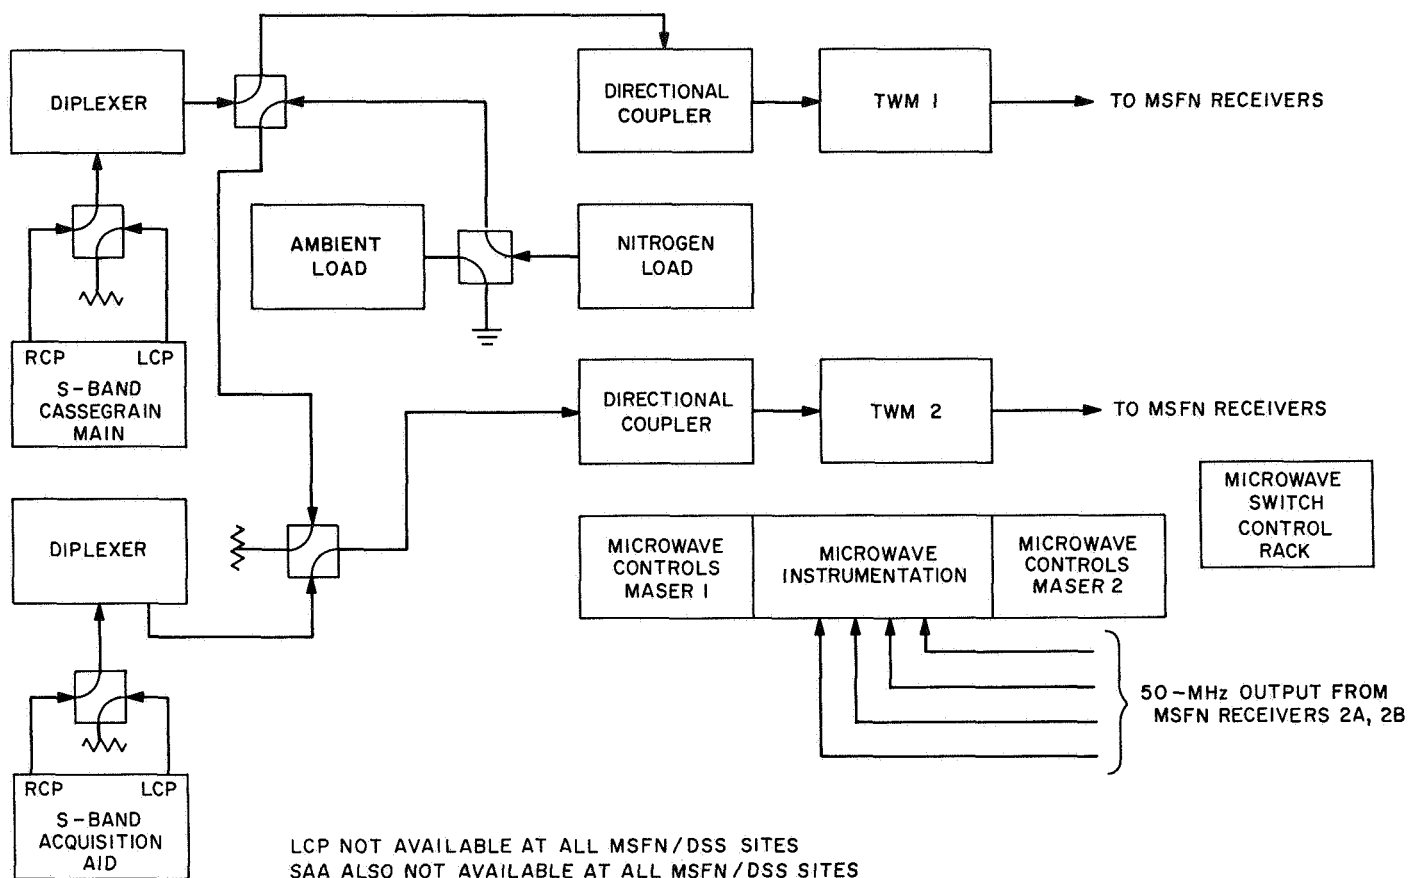 DIPLEXER
DIRECTIONAL
COUPLER
TWM 1
TO MSFN RECEIVERS
AMBIENT
LOAD
NITROGEN
LOAD
RCP
LCP
S-BAND
CASSEGRAIN
MAIN
DIRECTIONAL
COUPLER
TWM 2
TO MSFN RECEIVERS
MICROWAVE
SWITCH
CONTROL
RACK
DIPLEXER
MICROWAVE
CONTROLS
MASER 1
MICROWAVE
INSTRUMENTATION
MICROWAVE
CONTROLS
MASER 2
50-MHz OUTPUT FROM
MSFN RECEIVERS 2A, 2B
RCP
LCP
S-BAND
ACQUISITION
AID
LCP NOT AVAILABLE AT ALL MSFN/DSS SITES
SAA ALSO NOT AVAILABLE AT ALL MSFN/DSS SITES